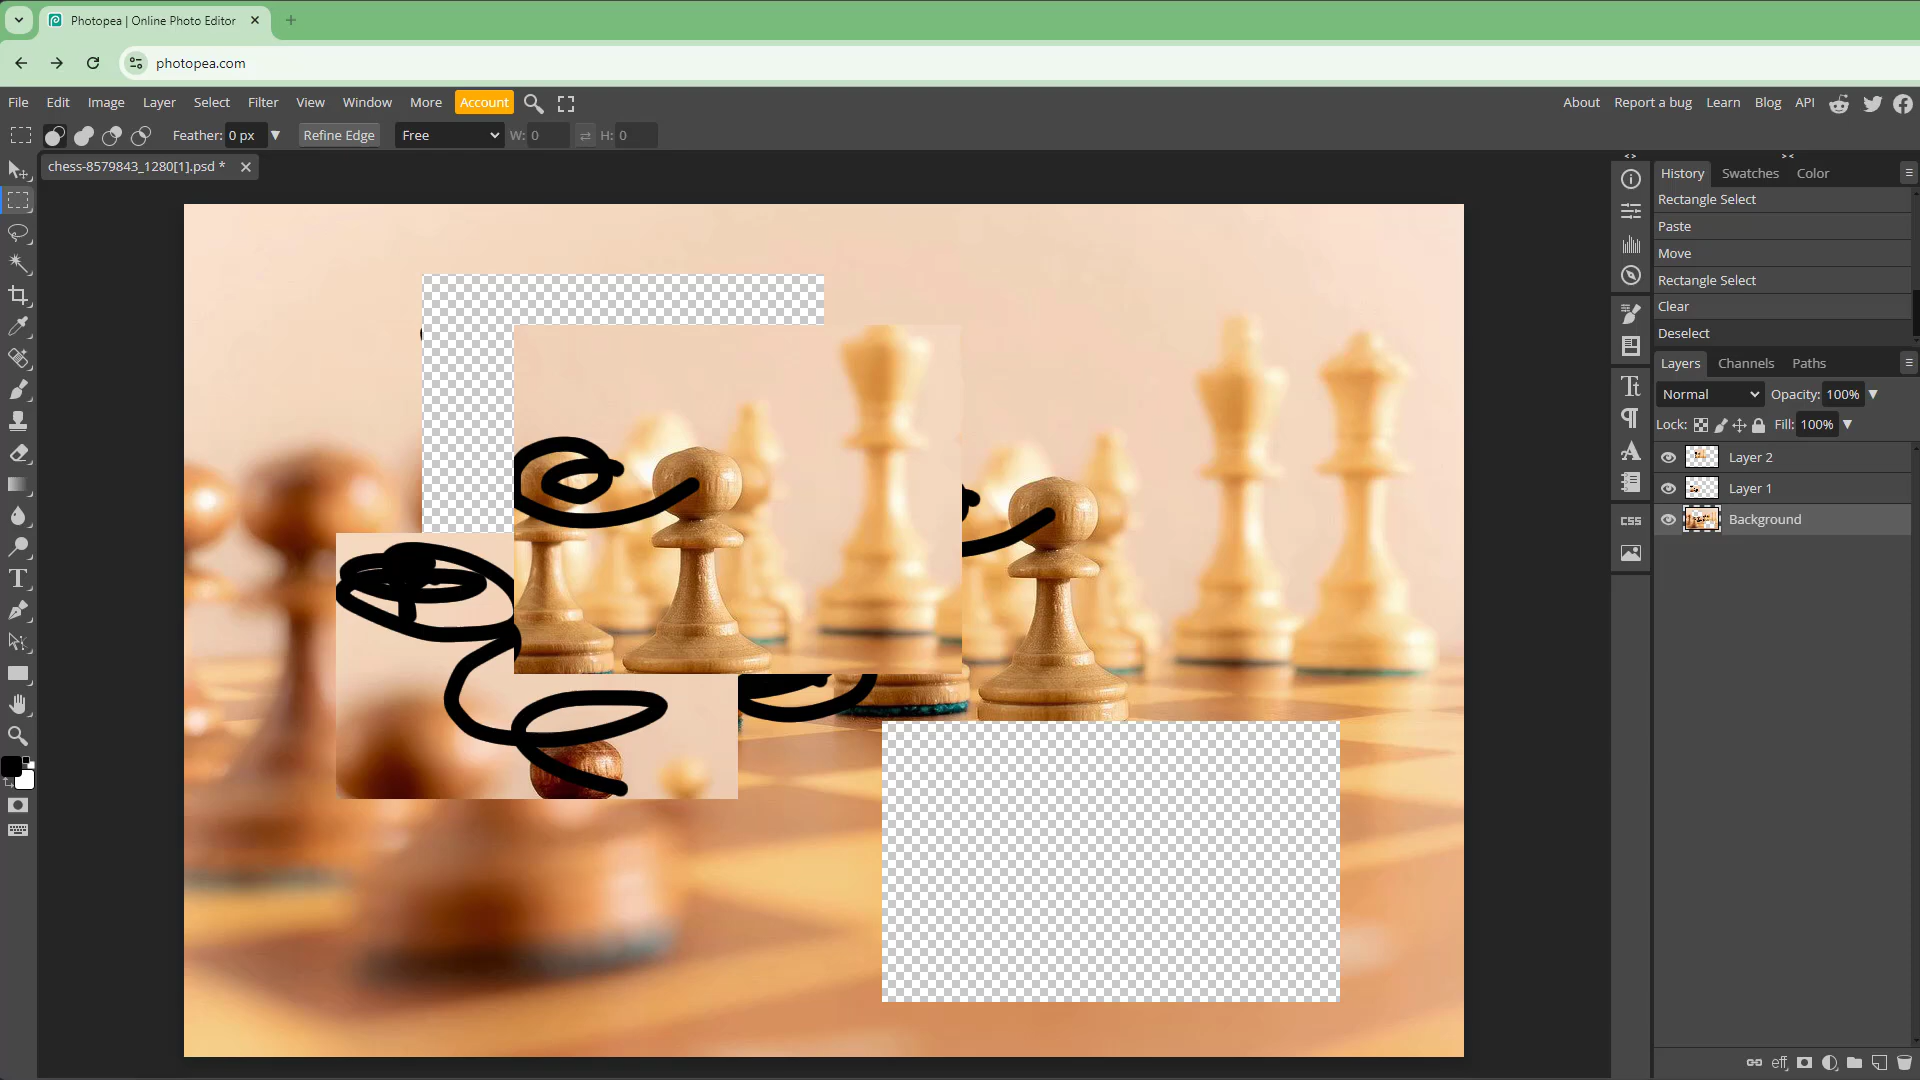 Photopea | Online Photo Editor
photopea.com
File Edit Image Layer Select Filter View Window More Account About Report a bug Learn Blog API
Feather: 0 px Refine Edge Free W: 0 H: 0
chess-8579843_1280[1].psd *
History Swatches Color
Rectangle Select
Paste
Move
Rectangle Select
Clear
Deselect
Layers Channels Paths
Normal Opacity: 100%
Lock: Fill: 100%
Layer 2
Layer 1
Background
CSS
eff